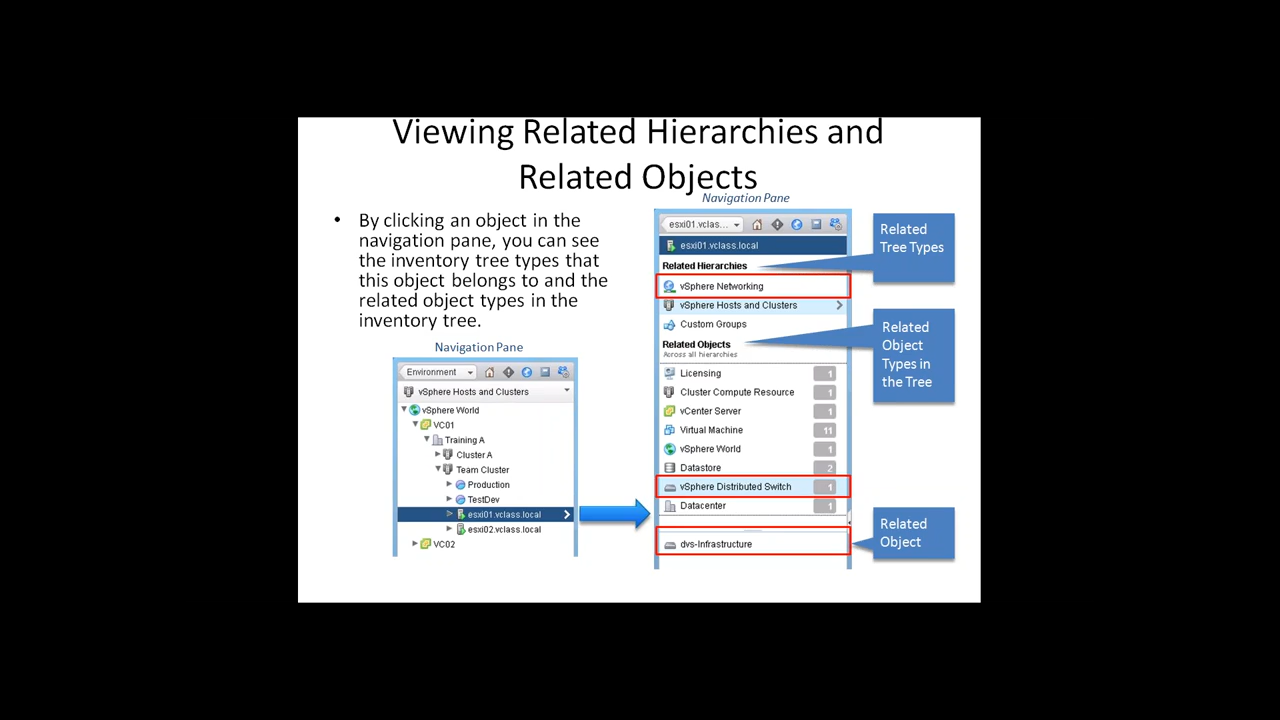 Viewing Related Hierarchies and
Related Objects
• By clicking an object in the
navigation pane, you can see
the inventory tree types that
this object belongs to and the
related object types in the
inventory tree.
Navigation Pane
Environment
vSphere Hosts and Clusters
vSphere World
VC01
Training A
Cluster A
Team Cluster
Production
TestDev
esxi01.vclass.local
esxi02.vclass.local
VC02
Navigation Pane
esxi01.vclas...
esxi01.vclass.local
Related Hierarchies
vSphere Networking
vSphere Hosts and Clusters
Custom Groups
Related Objects
Across all hierarchies
Licensing 1
Cluster Compute Resource 1
vCenter Server 1
Virtual Machine 11
vSphere World 1
Datastore 2
vSphere Distributed Switch 1
Datacenter 1
dvs-Infrastructure
Related
Tree Types
Related
Object
Types in
the Tree
Related
Object